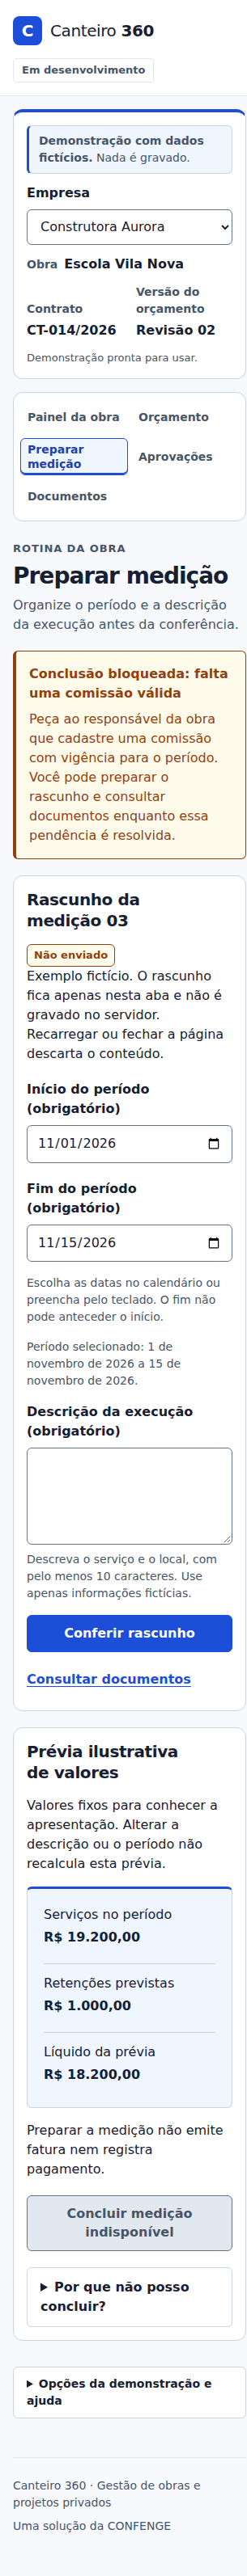 C Canteiro 360
Em desenvolvimento
Demonstração com dados
fictícios. Nada é gravado.
Empresa
Construtora Aurora
Obra Escola Vila Nova
Contrato
CT-014/2026
Versão do
orçamento
Revisão 02
Demonstração pronta para usar.
Painel da obra
Orçamento
Preparar
medição
Aprovações
Documentos
ROTINA DA OBRA
Preparar medição
Organize o período e a descrição
da execução antes da conferência.
Conclusão bloqueada: falta
uma comissão válida
Peça ao responsável da obra
que cadastre uma comissão
com vigência para o período.
Você pode preparar o
rascunho e consultar
documentos enquanto essa
pendência é resolvida.
Rascunho da
medição 03
Não enviado
Exemplo fictício. O rascunho
fica apenas nesta aba e não é
gravado no servidor.
Recarregar ou fechar a página
descarta o conteúdo.
Início do período
(obrigatório)
11/01/2026
Fim do período
(obrigatório)
11/15/2026
Escolha as datas no calendário ou
preencha pelo teclado. O fim não
pode anteceder o início.
Período selecionado: 1 de
novembro de 2026 a 15 de
novembro de 2026.
Descrição da execução
(obrigatório)
Descreva o serviço e o local, com
pelo menos 10 caracteres. Use
apenas informações fictícias.
Conferir rascunho
Consultar documentos
Prévia ilustrativa
de valores
Valores fixos para conhecer a
apresentação. Alterar a
descrição ou o período não
recalcula esta prévia.
Serviços no período
R$ 19.200,00
Retenções previstas
R$ 1.000,00
Líquido da prévia
R$ 18.200,00
Preparar a medição não emite
fatura nem registra
pagamento.
Concluir medição
indisponível
Por que não posso
concluir?
Opções da demonstração e
ajuda
Canteiro 360 · Gestão de obras e
projetos privados
Uma solução da CONFENGE